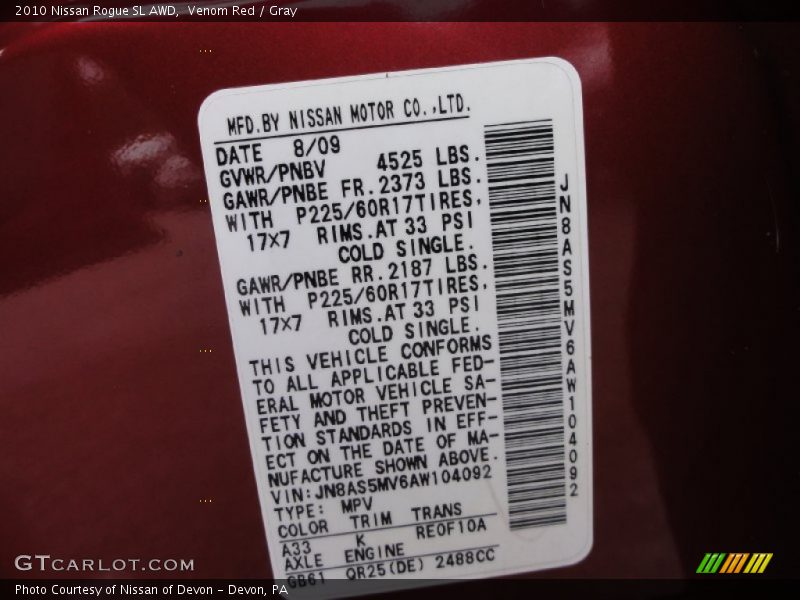 2010 Nissan Rogue SL AWD,  Venom Red / Gray
MFD.BY NISSAN MOTOR CO.,LTD.
DATE 8/09
GVWR/PNBV 4525 LBS.
GAWR/PNBE FR.2373 LBS.
WITH P225/60R17TIRES,
17X7 RIMS.AT 33 PSI
COLD SINGLE.
GAWR/PNBE RR.2187 LBS.
WITH P225/60R17TIRES,
17X7 RIMS.AT 33 PSI
COLD SINGLE.
THIS VEHICLE CONFORMS
TO ALL APPLICABLE FED-
ERAL MOTOR VEHICLE SA-
FETY AND THEFT PREVEN-
TION STANDARDS IN EFF-
ECT ON THE DATE OF MA-
NUFACTURE SHOWN ABOVE.
VIN:JN8AS5MV6AW104092
TYPE: MPV
COLOR TRIM TRANS
A33 K RE0F10A
AXLE ENGINE
GB61 QR25(DE) 2488CC
JN8AS5MV6AW104092
GTCARLOT.COM
Photo Courtesy of Nissan of Devon - Devon, PA